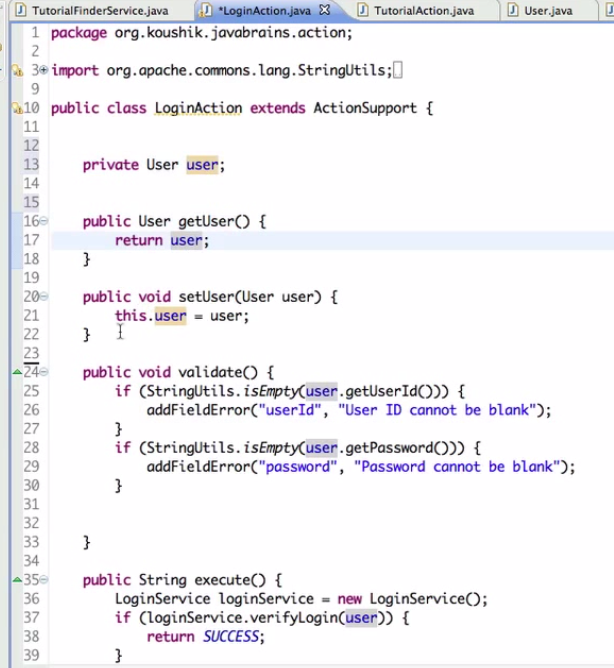 TutorialFinderService.java
*LoginAction.java
TutorialAction.java
User.java
1 package org.koushik.javabrains.action;
2
3 import org.apache.commons.lang.StringUtils;
9
10 public class LoginAction extends ActionSupport {
11
12
13 private User user;
14
15
16 public User getUser() {
17 return user;
18 }
19
20 public void setUser(User user) {
21 this.user = user;
22 }
23
24 public void validate() {
25 if (StringUtils.isEmpty(user.getUserId())) {
26 addFieldError("userId", "User ID cannot be blank");
27 }
28 if (StringUtils.isEmpty(user.getPassword())) {
29 addFieldError("password", "Password cannot be blank");
30 }
31
32
33 }
34
35 public String execute() {
36 LoginService loginService = new LoginService();
37 if (loginService.verifyLogin(user)) {
38 return SUCCESS;
39 }